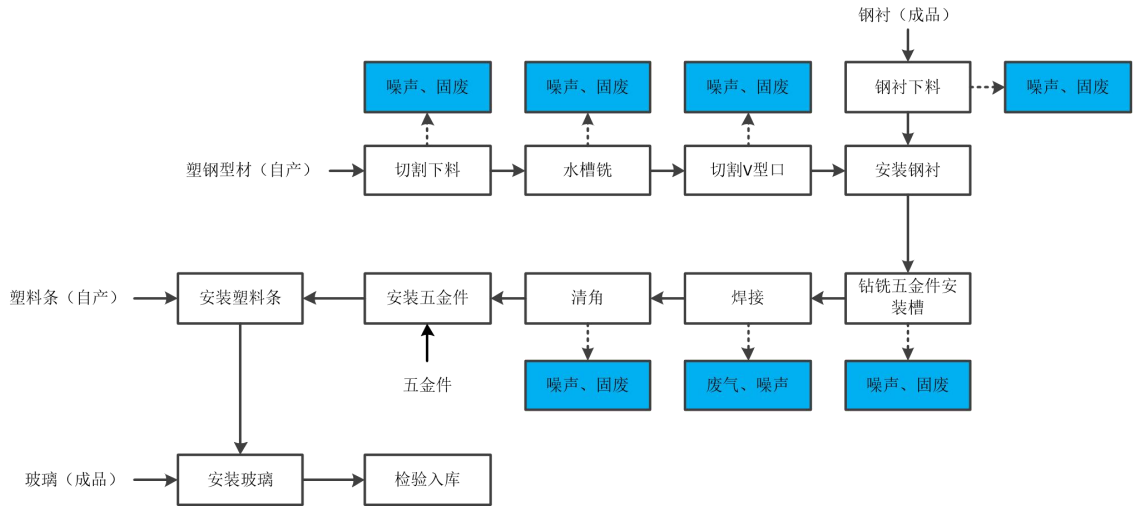 钢衬（成品）
噪声、固废
噪声、固废
噪声、固废
钢衬下料
噪声、固废
塑钢型材（自产）
切割下料
水槽铣
切割V型口
安装钢衬
塑料条（自产）
安装塑料条
安装五金件
清角
焊接
钻铣五金件安
装槽
五金件
噪声、固废
废气、噪声
噪声、固废
玻璃（成品）
安装玻璃
检验入库